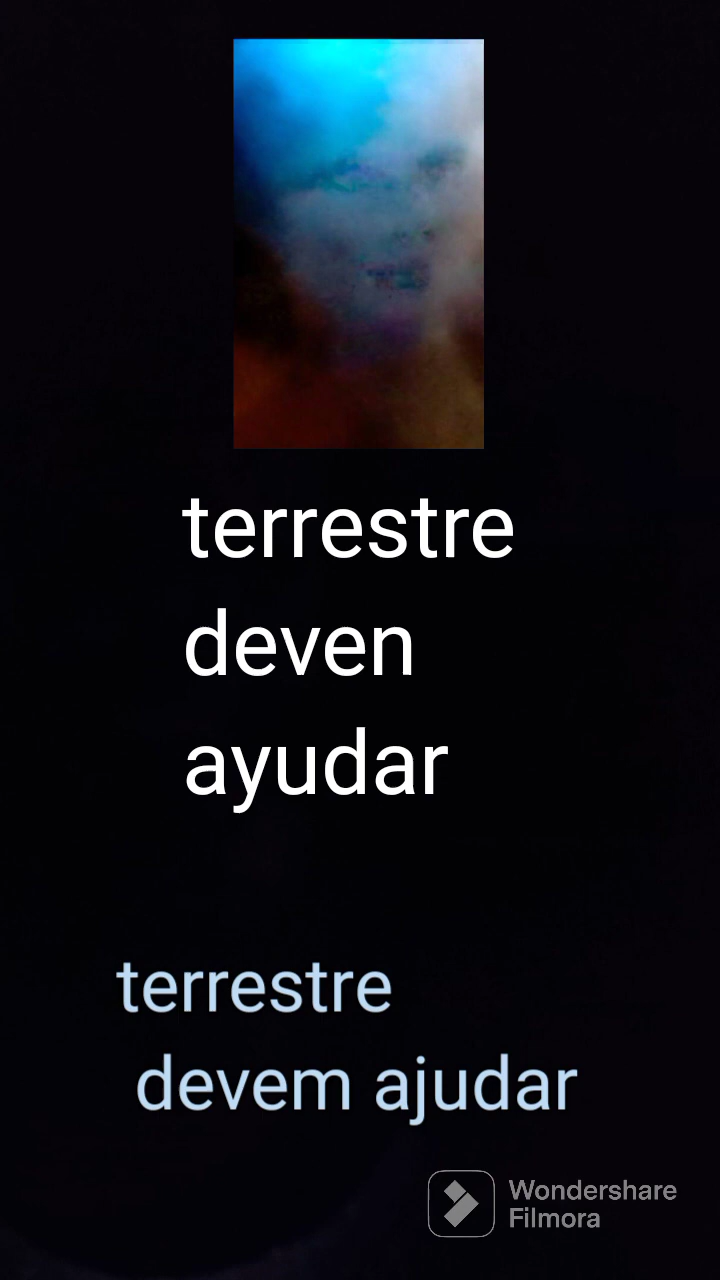 terrestre
deven
ayudar
terrestre
devem ajudar
Wondershare
Filmora